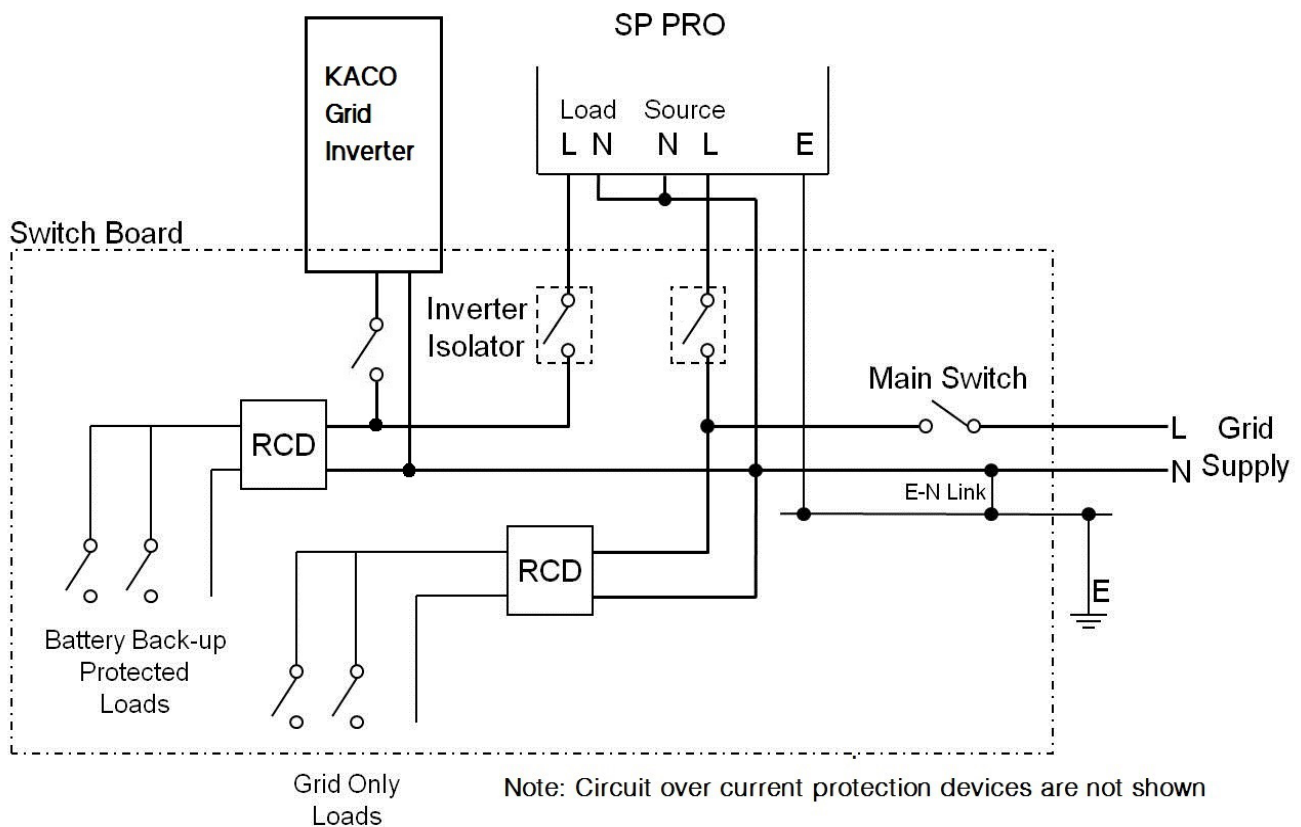 SP PRO
KACO
Grid
Inverter
Load Source
L N N L E
Switch Board
Inverter
Isolator
Main Switch
RCD
L Grid
N Supply
E-N Link
RCD
E
Battery Back-up
Protected
Loads
Grid Only
Loads
Note: Circuit over current protection devices are not shown